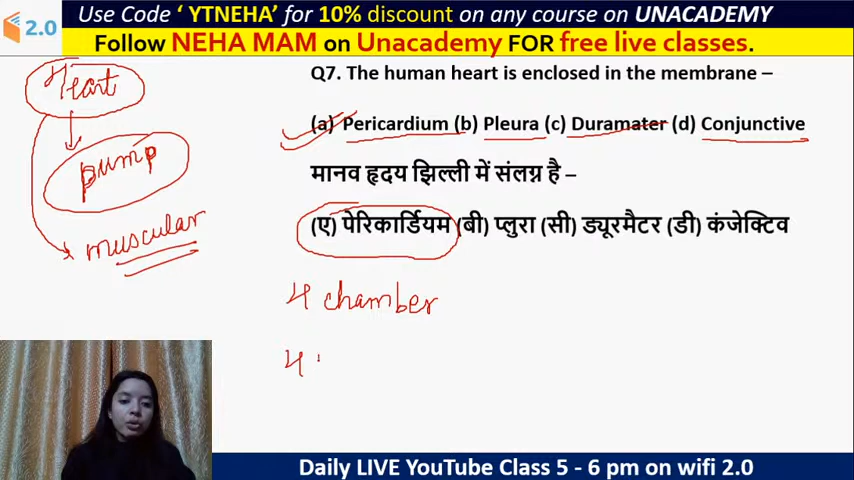 Use Code ‘ YTNEHA’ for 10% discount on any course on UNACADEMY
2.0
Follow NEHA MAM on Unacademy FOR free live classes.
Heart
pump
muscular
Q7. The human heart is enclosed in the membrane –
(a) Pericardium (b) Pleura (c) Duramater (d) Conjunctive
मानव हृदय झिल्ली में संलग्न है –
(ए) पेरिकार्डियम (बी) प्लुरा (सी) ड्यूरमैटर (डी) कंजेक्टिव
4 chamber
4
Daily LIVE YouTube Class 5 - 6 pm on wifi 2.0